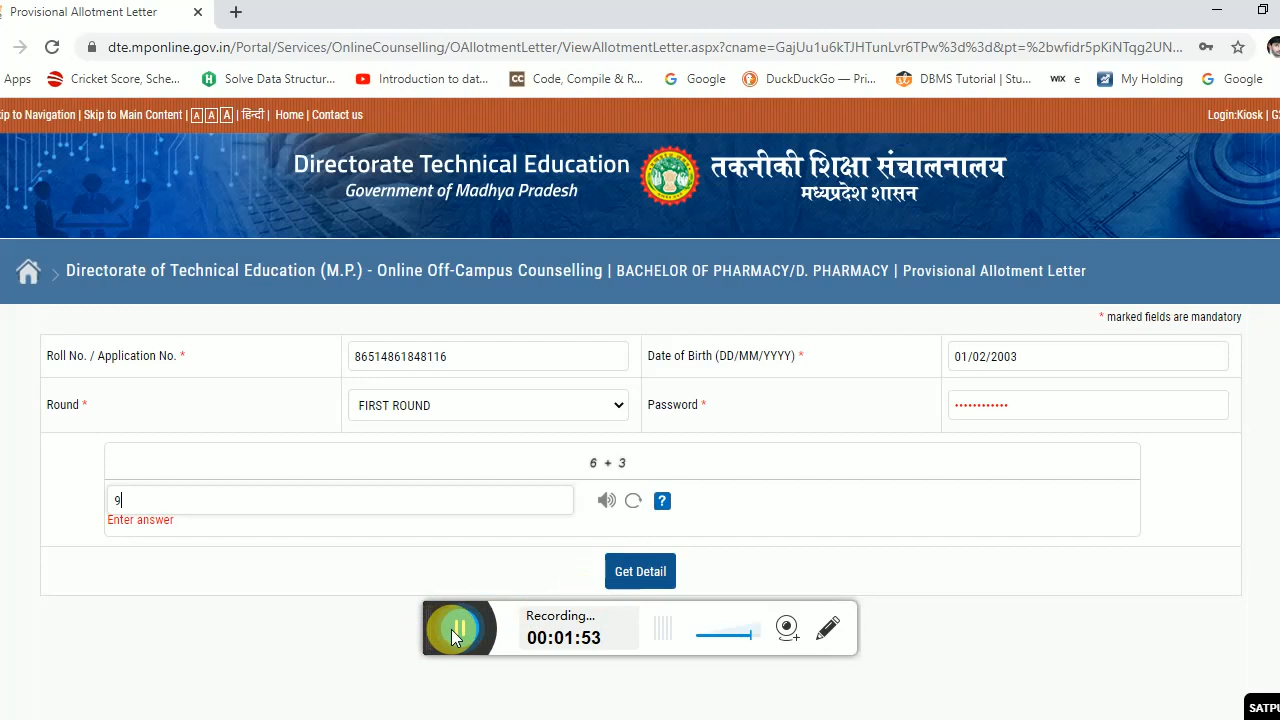 Provisional Allotment Letter
dte.mponline.gov.in/Portal/Services/OnlineCounselling/OAllotmentLetter/ViewAllotmentLetter.aspx?cname=GajUu1u6kTJHTunLvr6TPw%3d%3d&pt=%2bwfidr5pKiNTqg2UN...
Apps Cricket Score, Sche... Solve Data Structur... Introduction to dat... CC Code, Compile & R... Google DuckDuckGo — Pri... DBMS Tutorial | Stu... WIX e My Holding Google
ip to Navigation | Skip to Main Content | A A A | हिन्दी | Home | Contact us Login:Kiosk |
Directorate Technical Education तकनीकी शिक्षा संचालनालय
Government of Madhya Pradesh मध्यप्रदेश शासन
Directorate of Technical Education (M.P.) - Online Off-Campus Counselling | BACHELOR OF PHARMACY/D. PHARMACY | Provisional Allotment Letter
* marked fields are mandatory
Roll No. / Application No. * 86514861848116 Date of Birth (DD/MM/YYYY) * 01/02/2003
Round * FIRST ROUND Password * ••••••••••••
6 + 3
9 ?
Enter answer
Get Detail
Recording...
00:01:53
SATPU